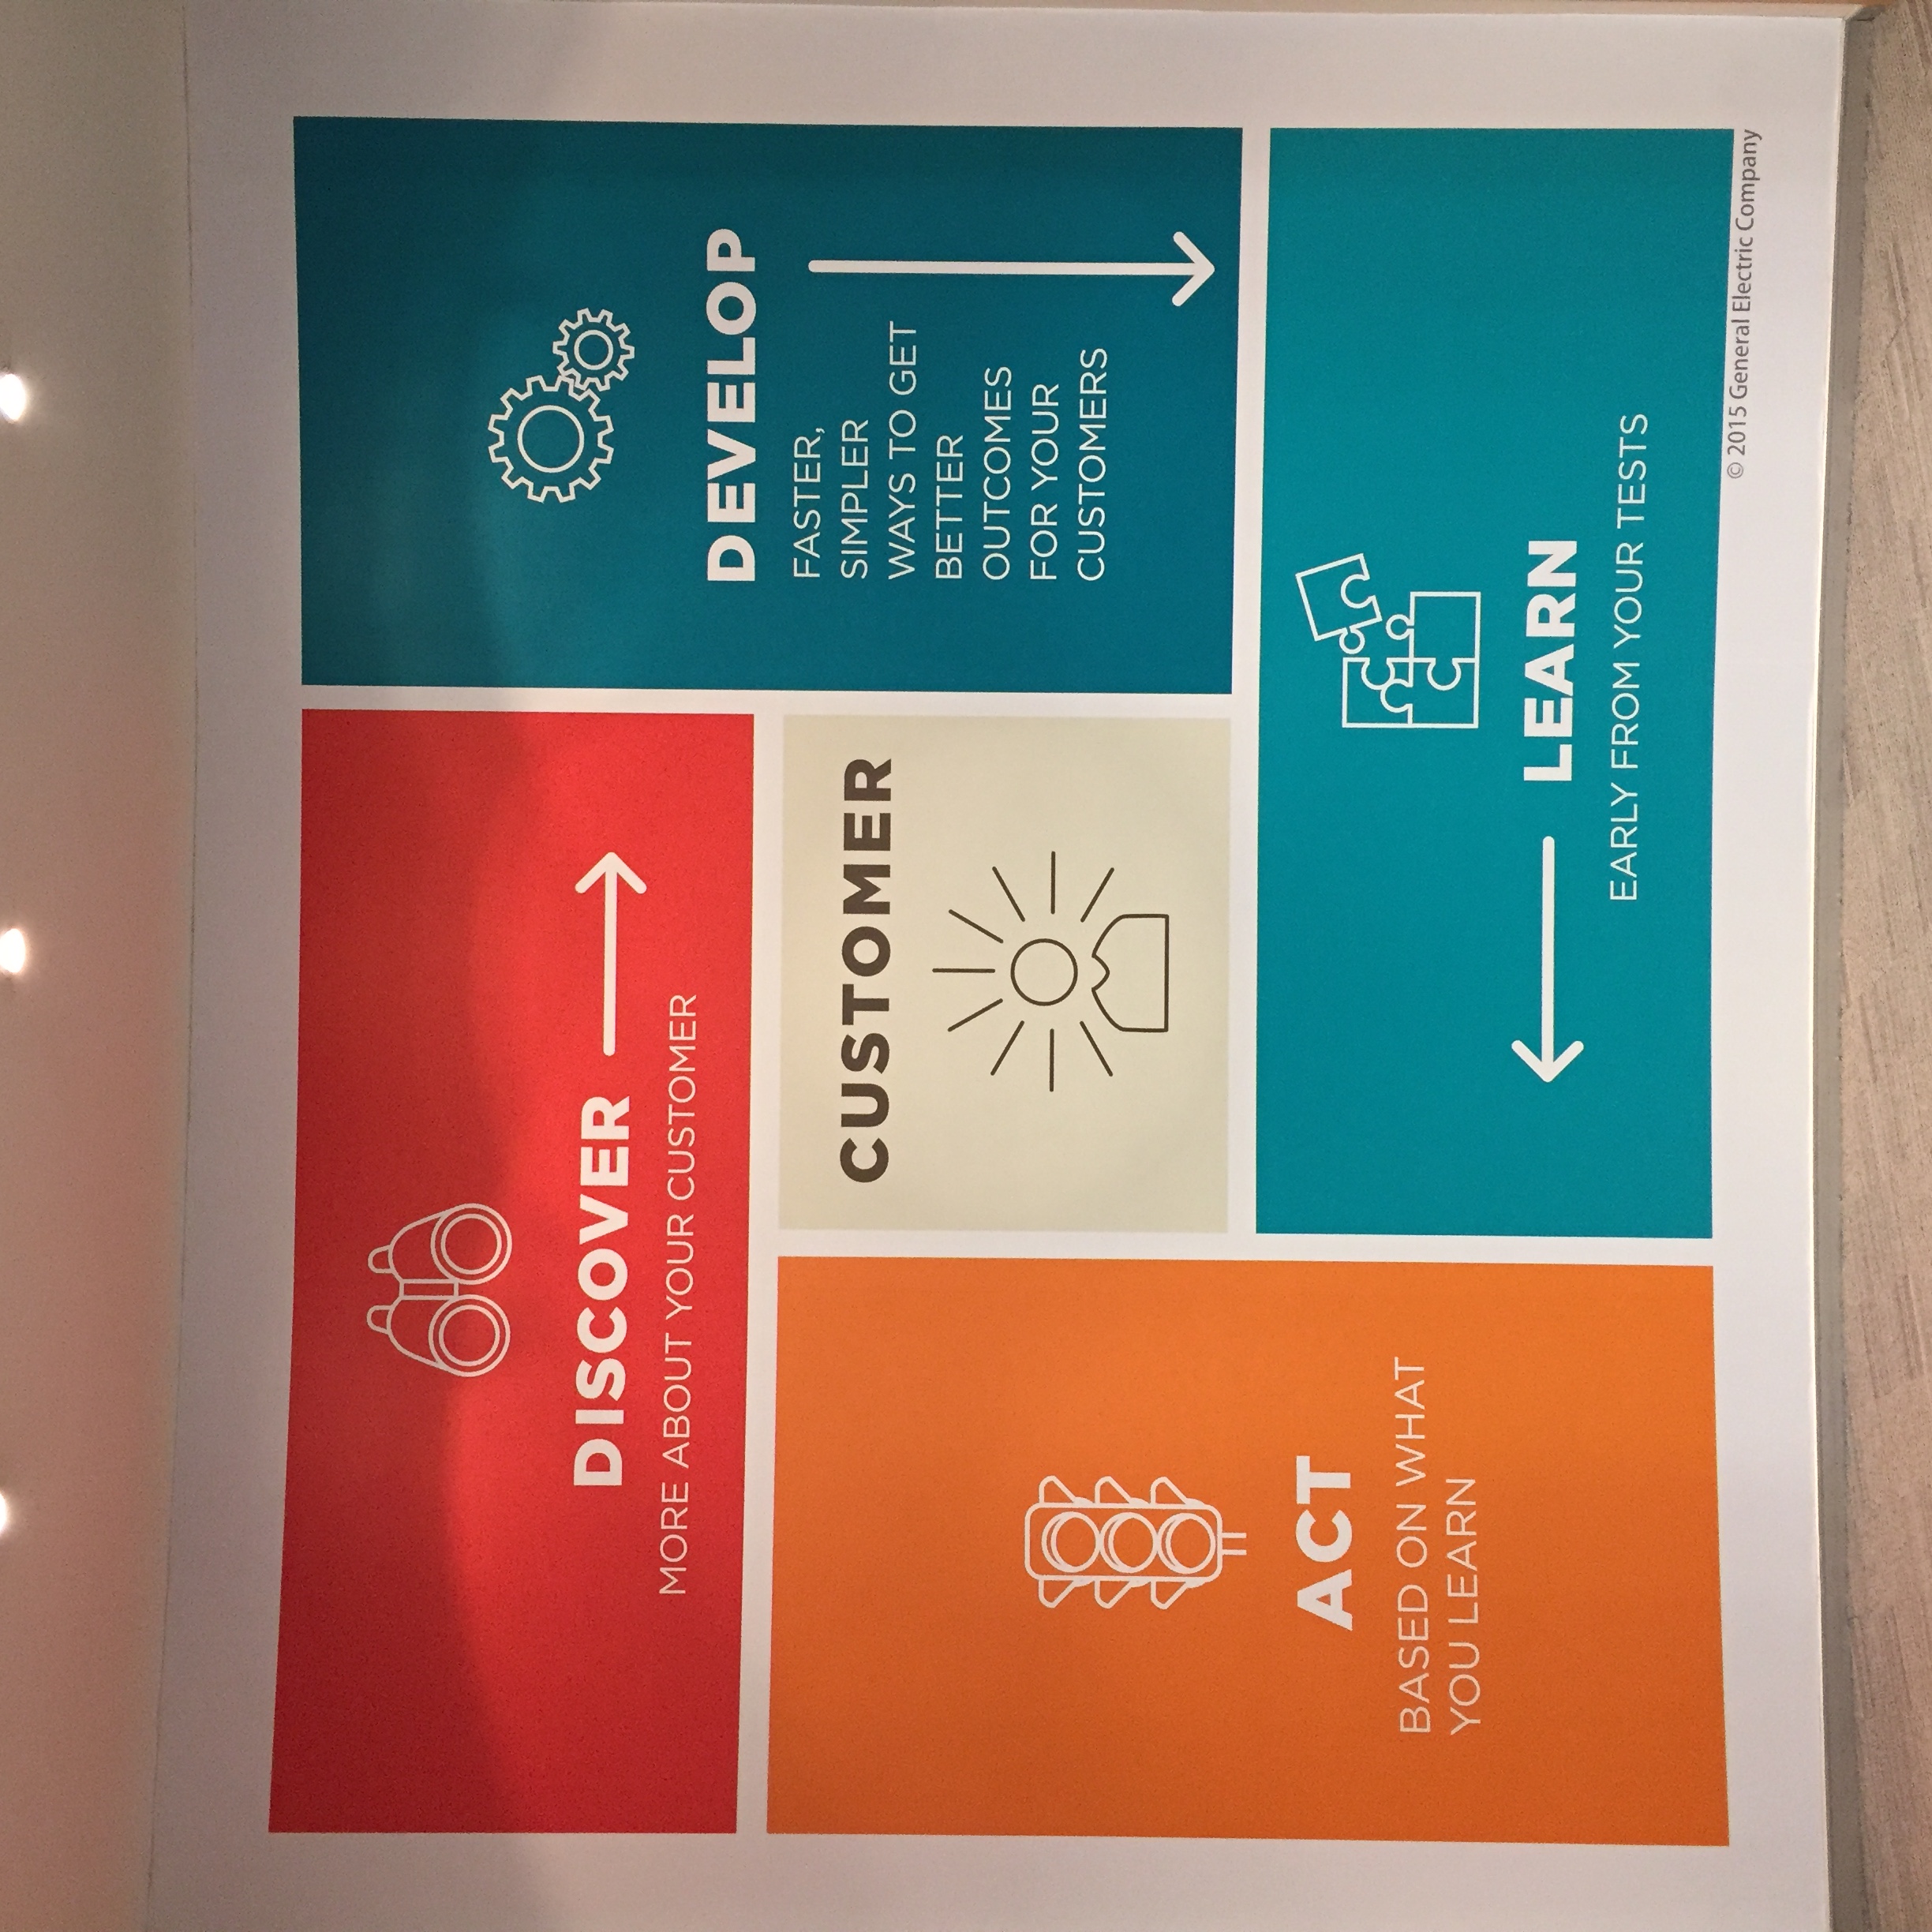 DISCOVER
MORE ABOUT YOUR CUSTOMER
DEVELOP
FASTER,
SIMPLER
WAYS TO GET
BETTER
OUTCOMES
FOR YOUR
CUSTOMERS
CUSTOMER
ACT
BASED ON WHAT
YOU LEARN
LEARN
EARLY FROM YOUR TESTS
© 2015 General Electric Company